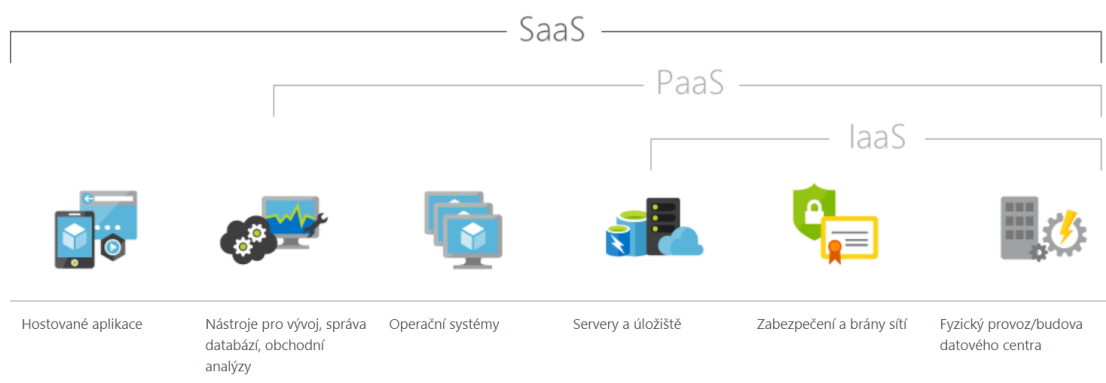 SaaS
PaaS
IaaS
Hostované aplikace
Nástroje pro vývoj, správa
databází, obchodní
analýzy
Operační systémy
Servery a úložiště
Zabezpečení a brány sítí
Fyzický provoz/budova
datového centra